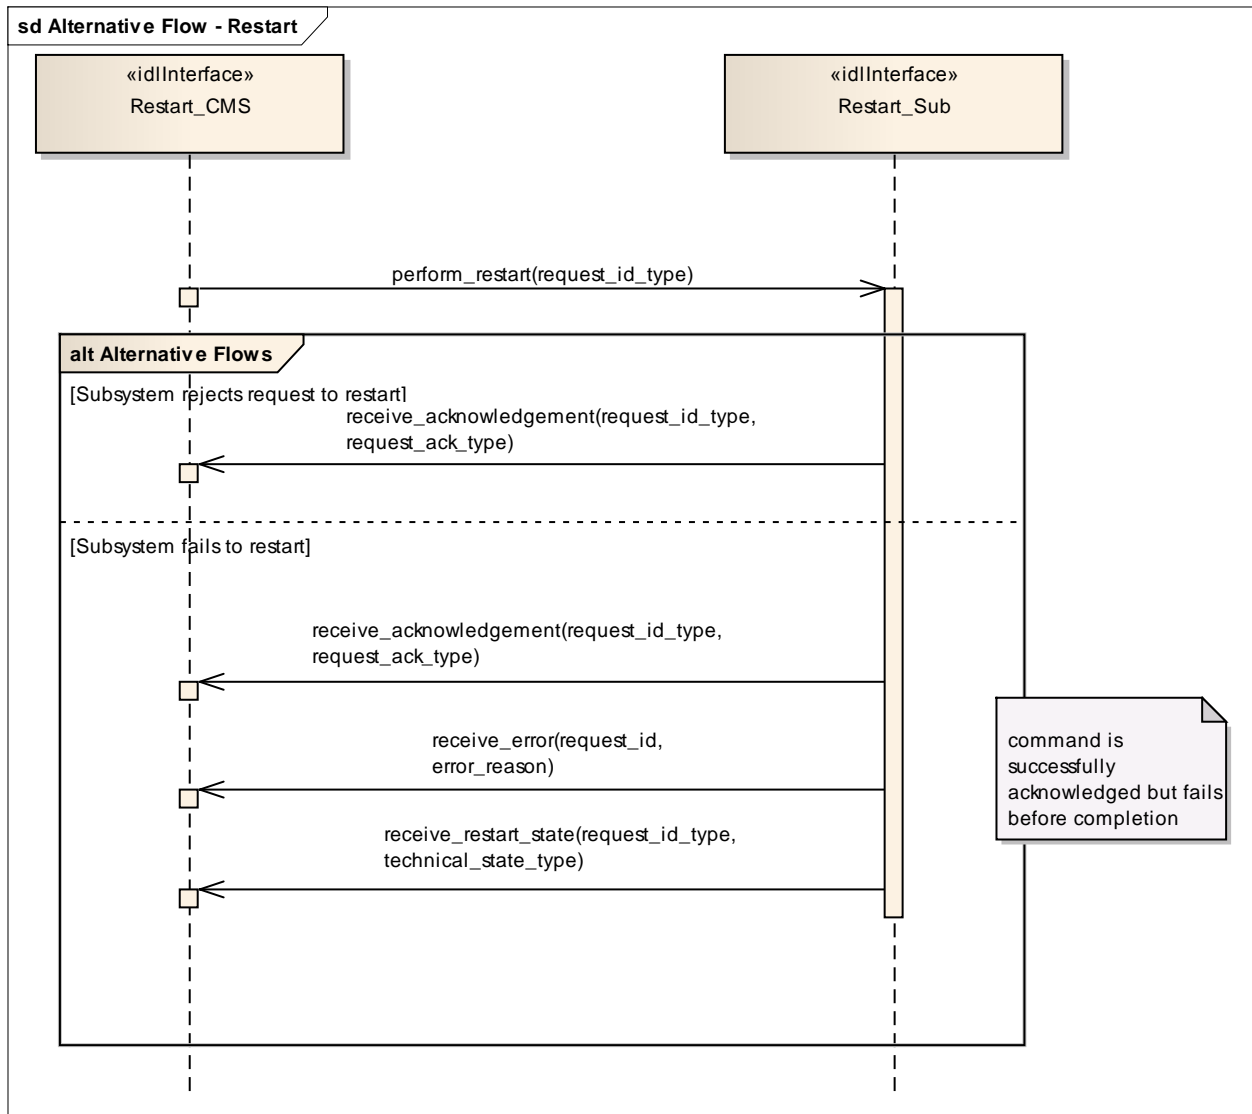 sd Alternative Flow - Restart
«idlInterface»
Restart_CMS
«idlInterface»
Restart_Sub
perform_restart(request_id_type)
alt Alternative Flows
[Subsystem rejects request to restart]
receive_acknowledgement(request_id_type,
request_ack_type)
[Subsystem fails to restart]
receive_acknowledgement(request_id_type,
request_ack_type)
receive_error(request_id,
error_reason)
command is
successfully
acknowledged but fails
before completion
receive_restart_state(request_id_type,
technical_state_type)